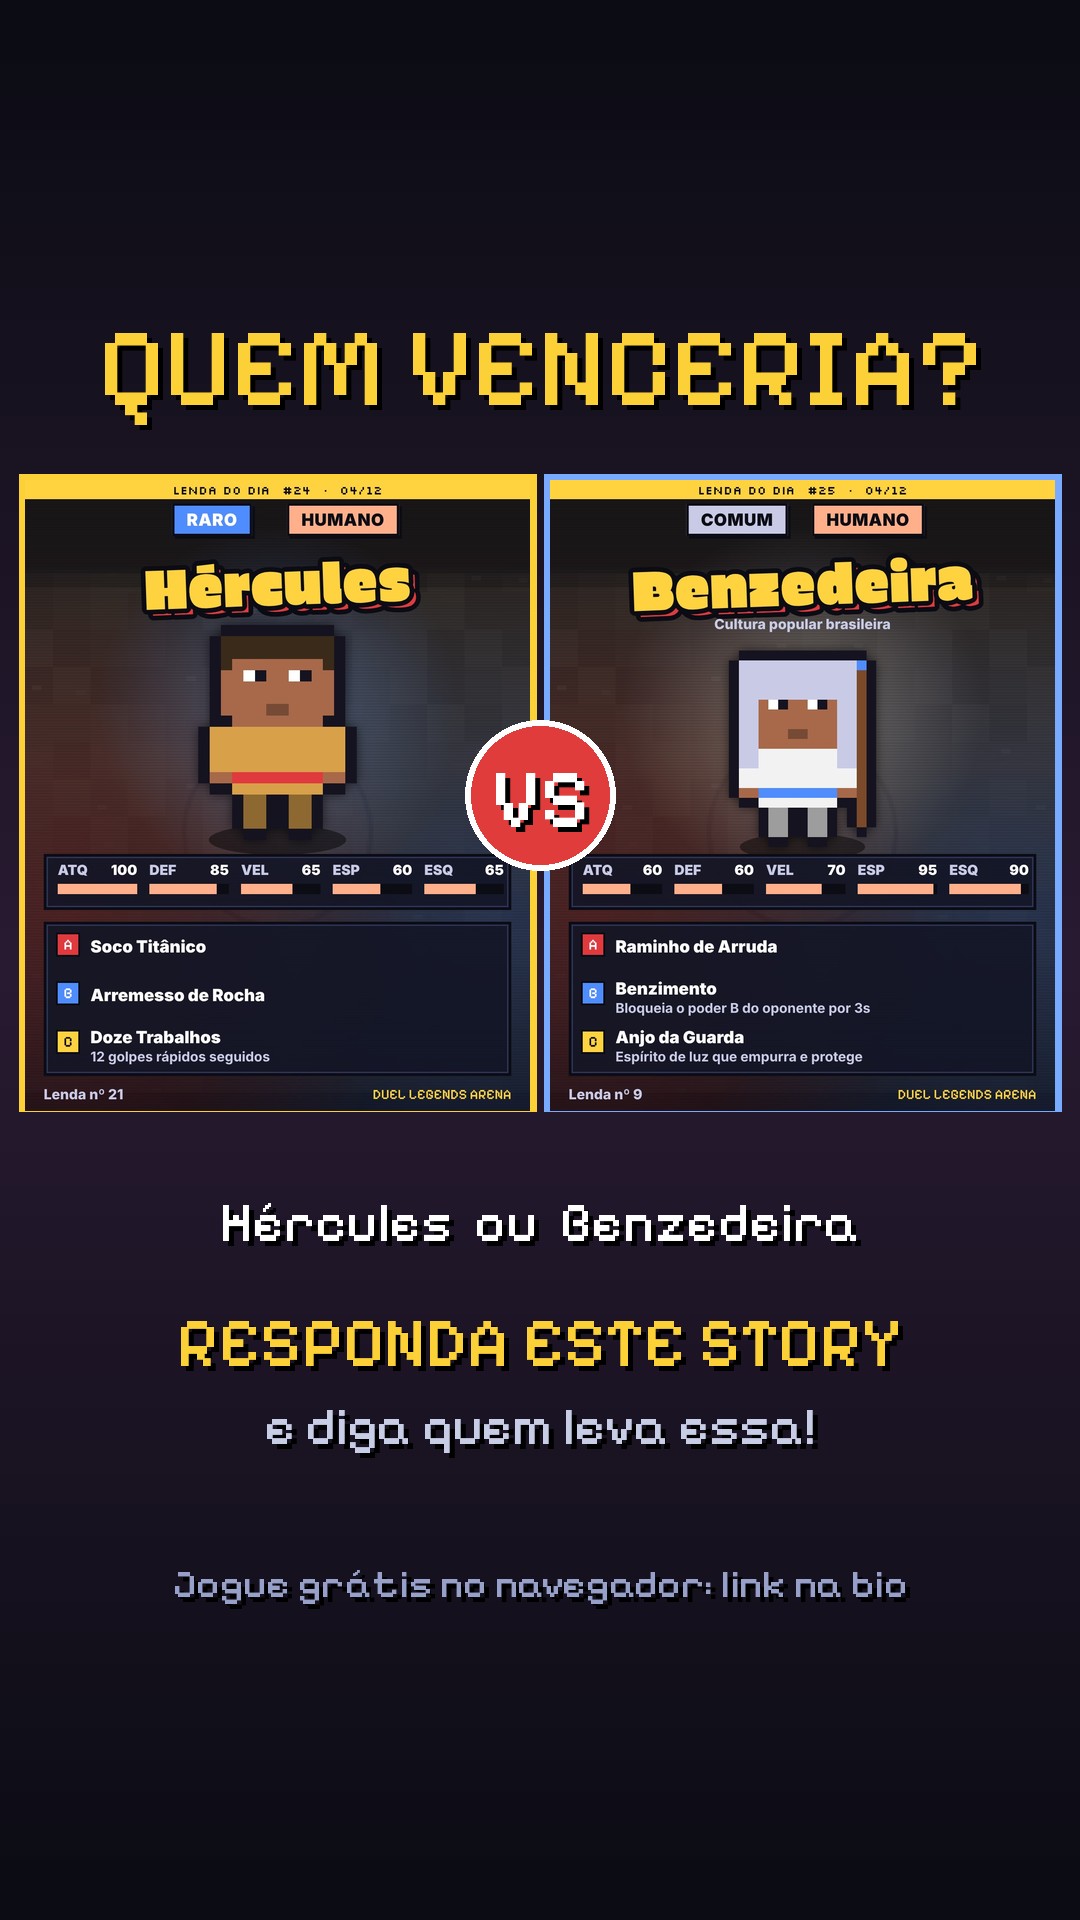 QUEM VENCERIA?
LENDA DO DIA #24 · 04/12
RARO HUMANO
Hércules
ATQ 100 DEF 85 VEL 65 ESP 60 ESQ 65
A Soco Titânico
B Arremesso de Rocha
C Doze Trabalhos
12 golpes rápidos seguidos
Lenda nº 21 DUEL LEGENDS ARENA
VS
LENDA DO DIA #25 · 04/12
COMUM HUMANO
Benzedeira
Cultura popular brasileira
ATQ 60 DEF 60 VEL 70 ESP 95 ESQ 90
A Raminho de Arruda
B Benzimento
Bloqueia o poder B do oponente por 3s
C Anjo da Guarda
Espírito de luz que empurra e protege
Lenda nº 9 DUEL LEGENDS ARENA
Hércules ou Benzedeira
RESPONDA ESTE STORY
e diga quem leva essa!
Jogue grátis no navegador: link na bio